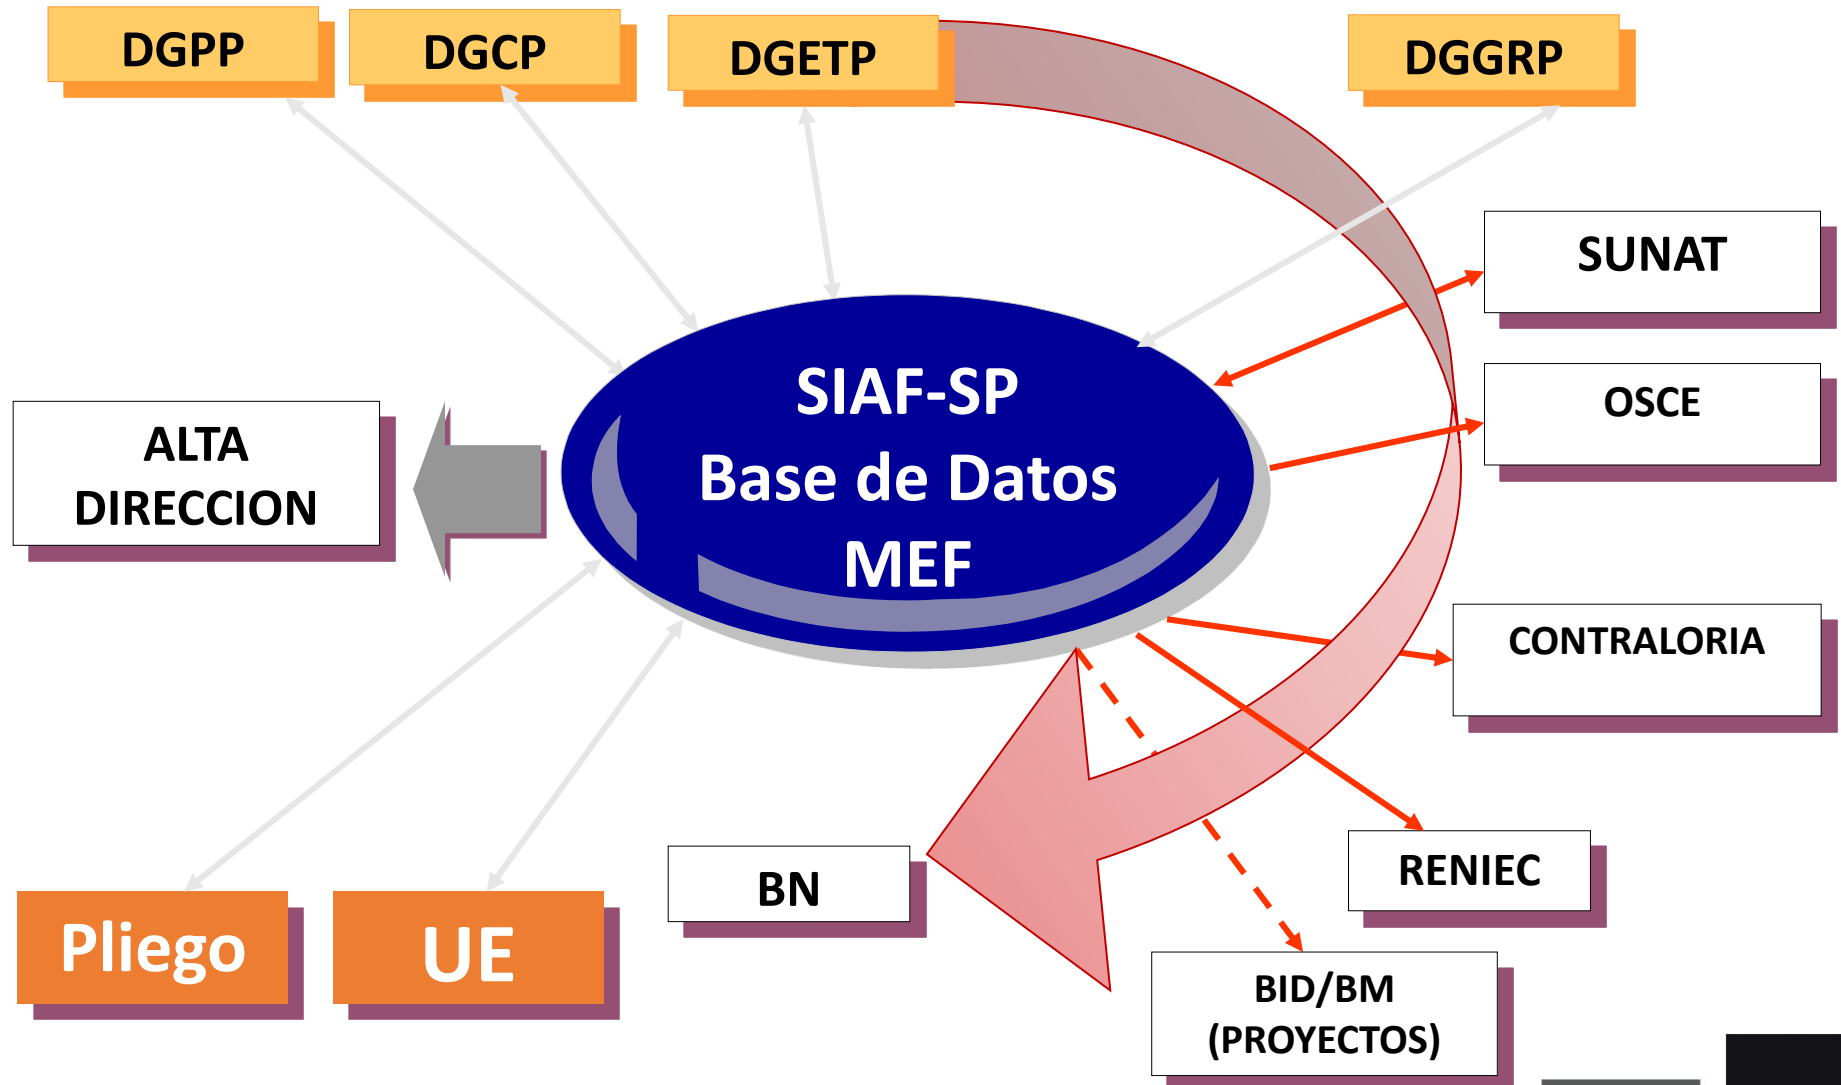 DGPP
DGCP
DGETP
DGGRP
SUNAT
OSCE
SIAF-SP
Base de Datos
MEF
ALTA
DIRECCION
CONTRALORIA
RENIEC
BN
Pliego
UE
BID/BM
(PROYECTOS)